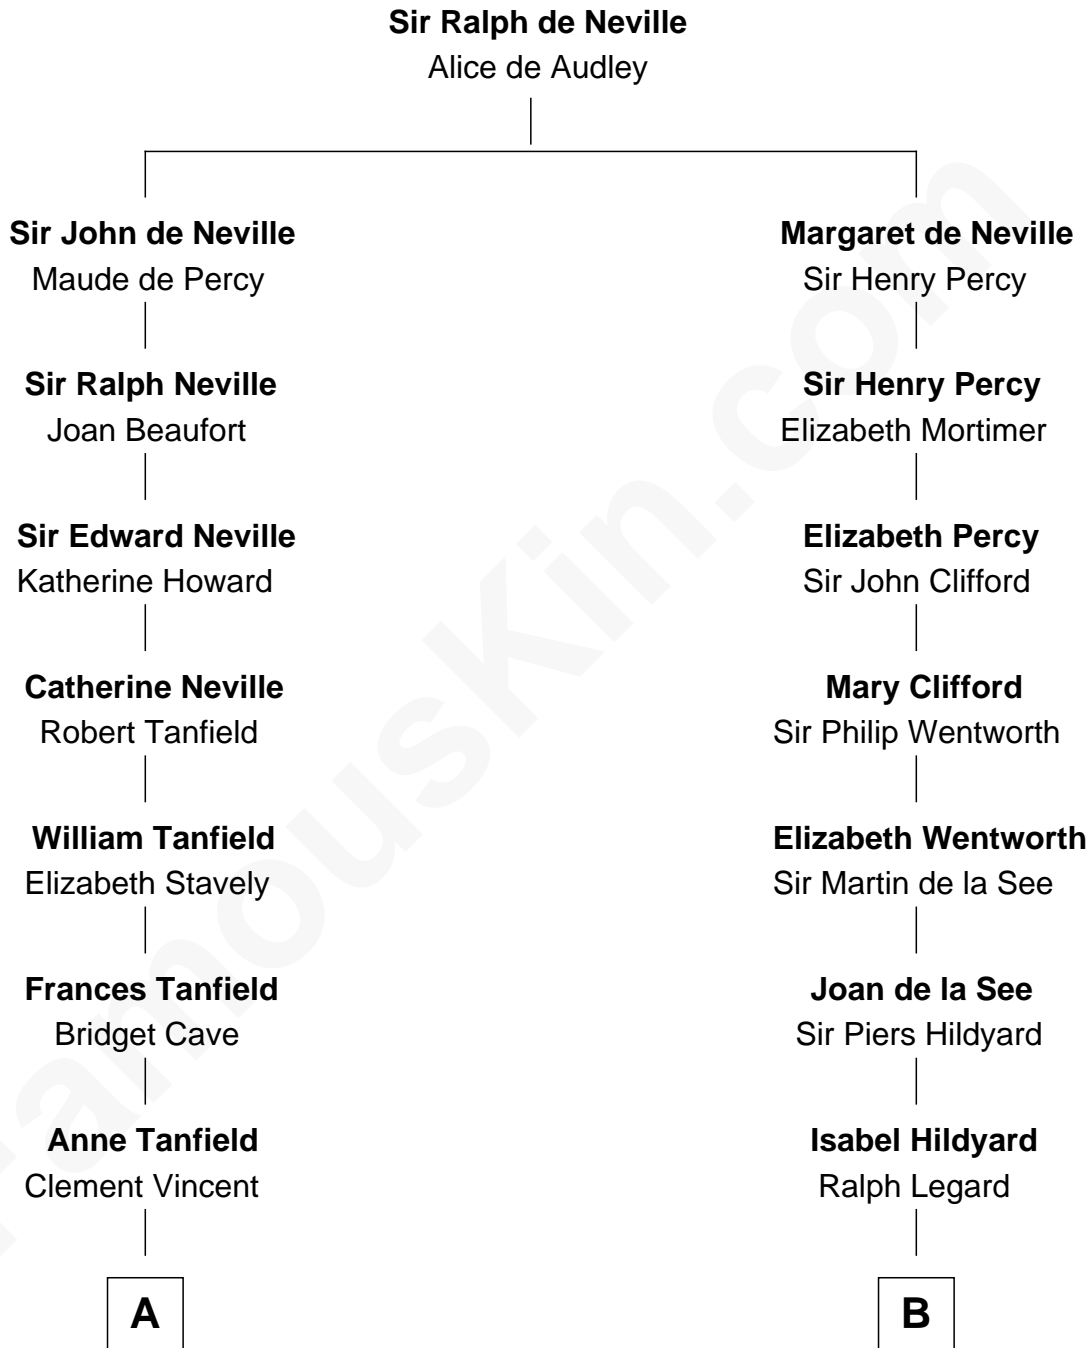 Sir Ralph de Neville
Alice de Audley
Sir John de Neville
Maude de Percy
Margaret de Neville
Sir Henry Percy
Sir Ralph Neville
Joan Beaufort
Sir Henry Percy
Elizabeth Mortimer
Sir Edward Neville
Katherine Howard
Elizabeth Percy
Sir John Clifford
Catherine Neville
Robert Tanfield
Mary Clifford
Sir Philip Wentworth
William Tanfield
Elizabeth Stavely
Elizabeth Wentworth
Sir Martin de la See
Frances Tanfield
Bridget Cave
Joan de la See
Sir Piers Hildyard
Anne Tanfield
Clement Vincent
Isabel Hildyard
Ralph Legard
A
B
FamousKin.com